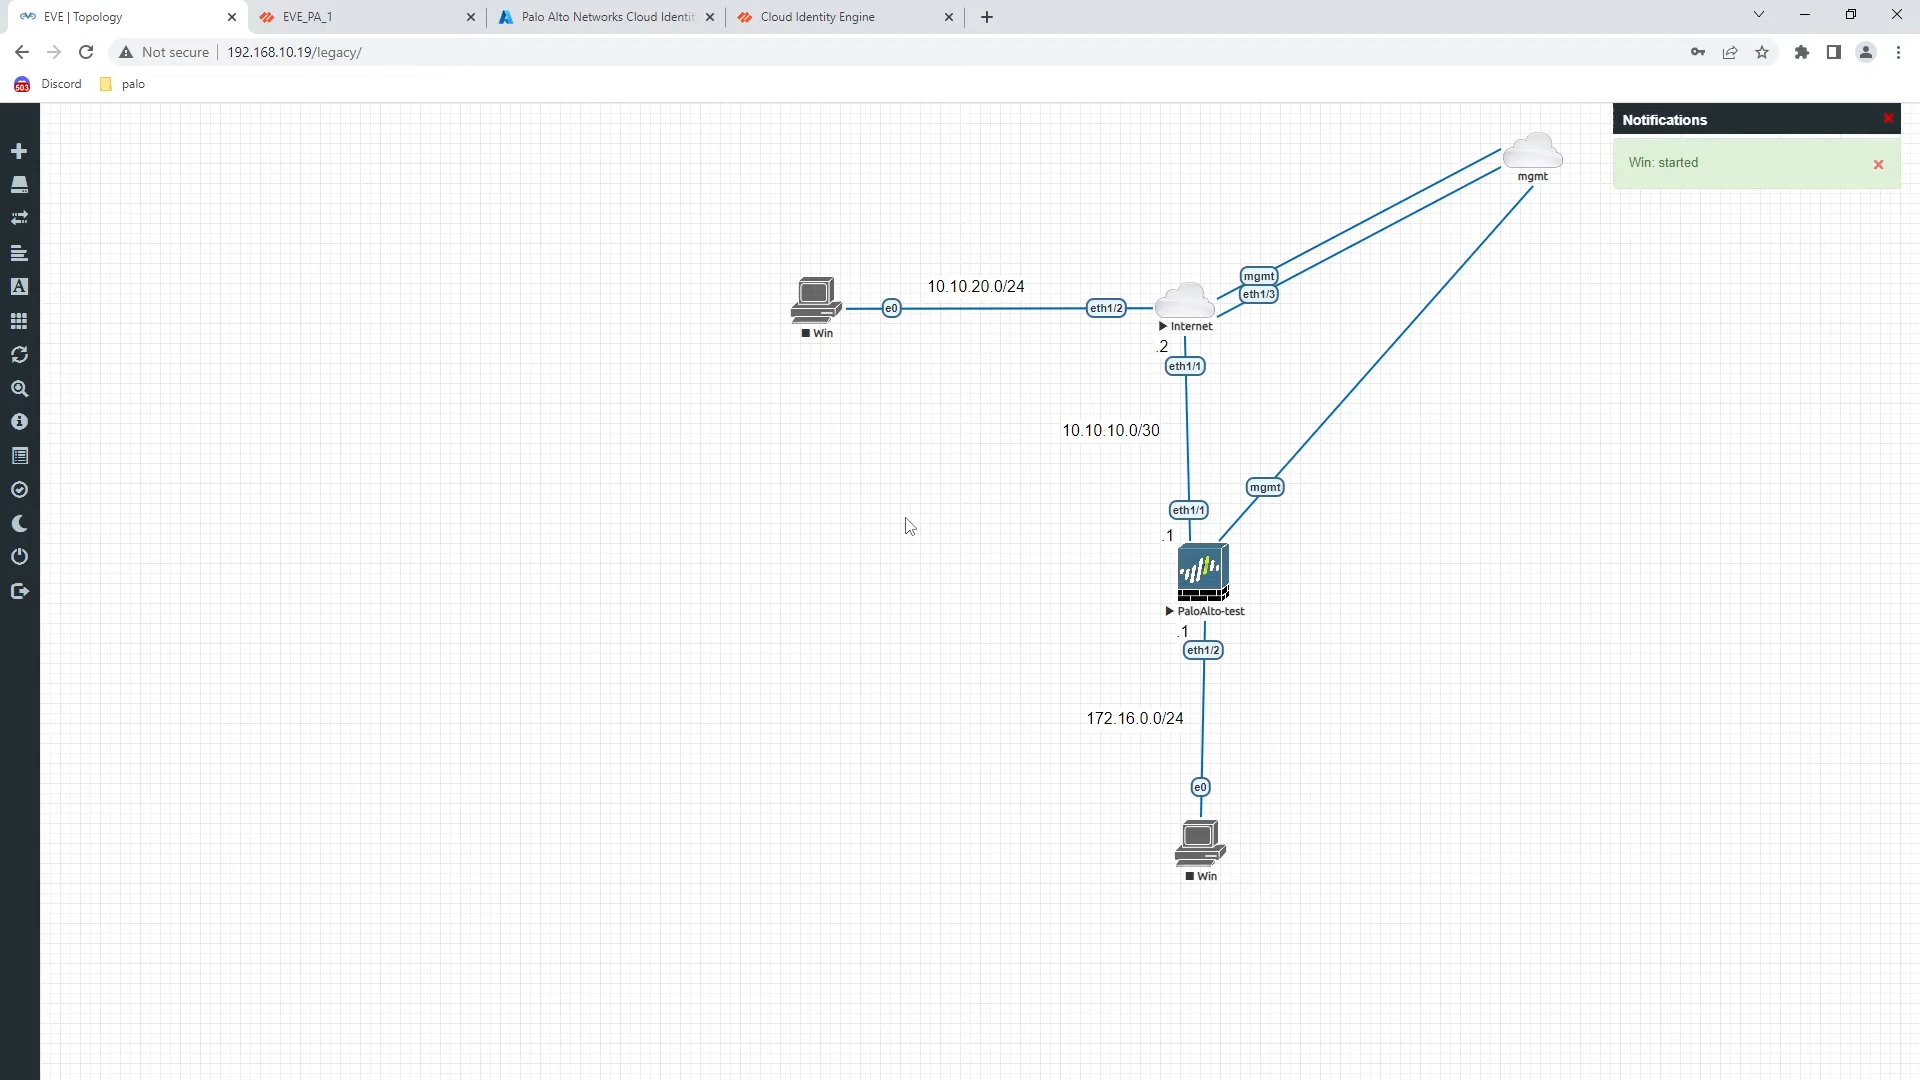 EVE | Topology
EVE_PA_1
Palo Alto Networks Cloud Identit
Cloud Identity Engine
Not secure
192.168.10.19/legacy/
503
Discord
palo
Notifications
Win: started
mgmt
mgmt
eth1/3
10.10.20.0/24
e0
eth1/2
Win
Internet
.2
eth1/1
10.10.10.0/30
mgmt
eth1/1
.1
PaloAlto-test
.1
eth1/2
172.16.0.0/24
e0
Win
A